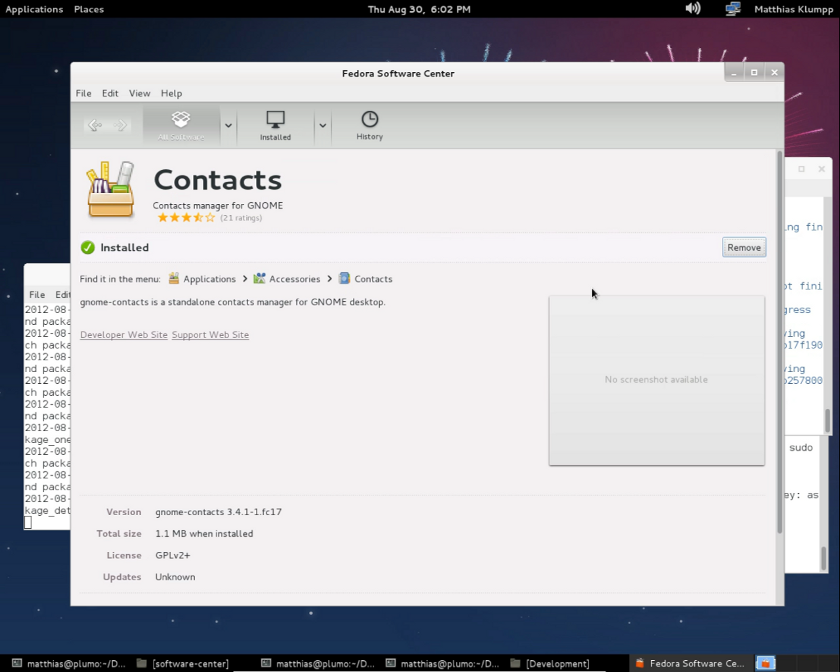 Applications Places Thu Aug 30, 6:02 PM Matthias Klumpp
Fedora Software Center
File Edit View Help
All Software Installed History
Contacts
Contacts manager for GNOME
(21 ratings)
Installed Remove
Find it in the menu: Applications > Accessories > Contacts
gnome-contacts is a standalone contacts manager for GNOME desktop.
Developer Web Site Support Web Site
No screenshot available
Version gnome-contacts 3.4.1-1.fc17
Total size 1.1 MB when installed
License GPLv2+
Updates Unknown
File Edit
2012-08-
nd packa
2012-08-
ch packa
2012-08-
nd packa
2012-08-
ch packa
2012-08-
nd packa
2012-08-
kage_one
2012-08-
ch packa
2012-08-
nd packa
2012-08-
kage_det
ing fin
ot fini
gress
wing
b17f190
wing
b257800
sudo
ey: as
matthias@plumo:~/D... [software-center] matthias@plumo:~/D... matthias@plumo:~/D... [Development] Fedora Software Ce...